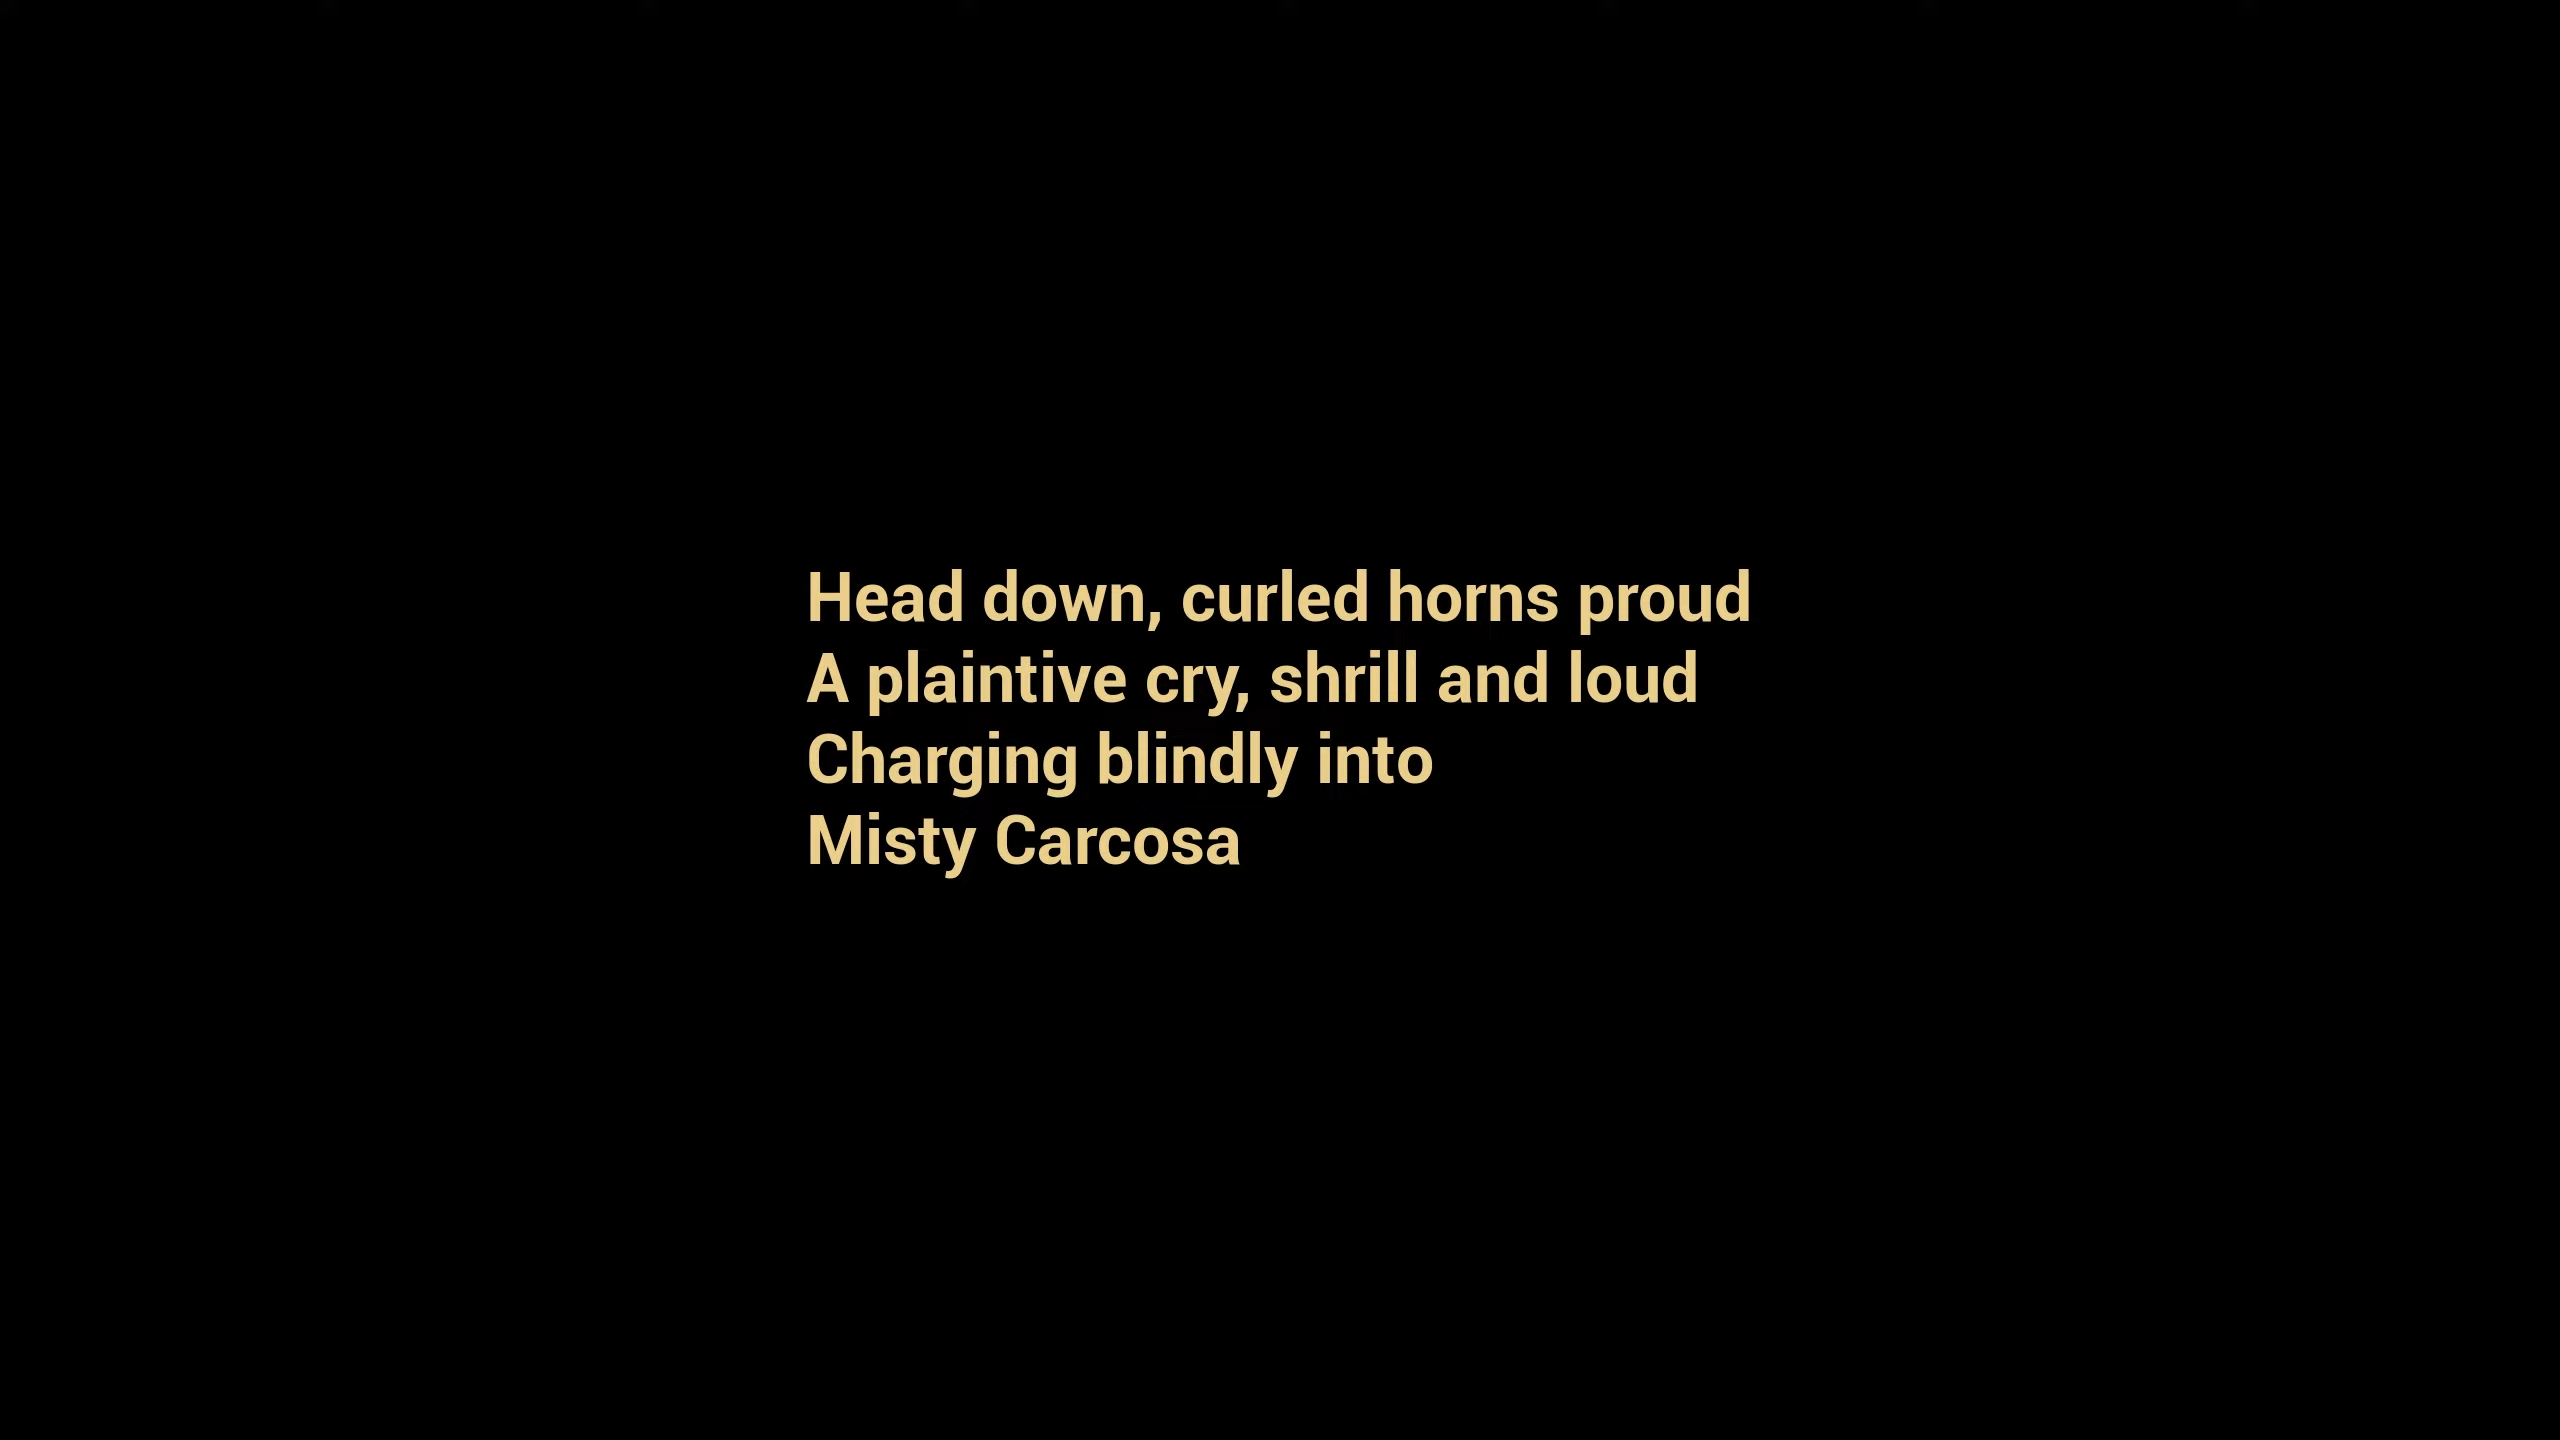 Head down, curled horns proud
A plaintive cry, shrill and loud
Charging blindly into
Misty Carcosa